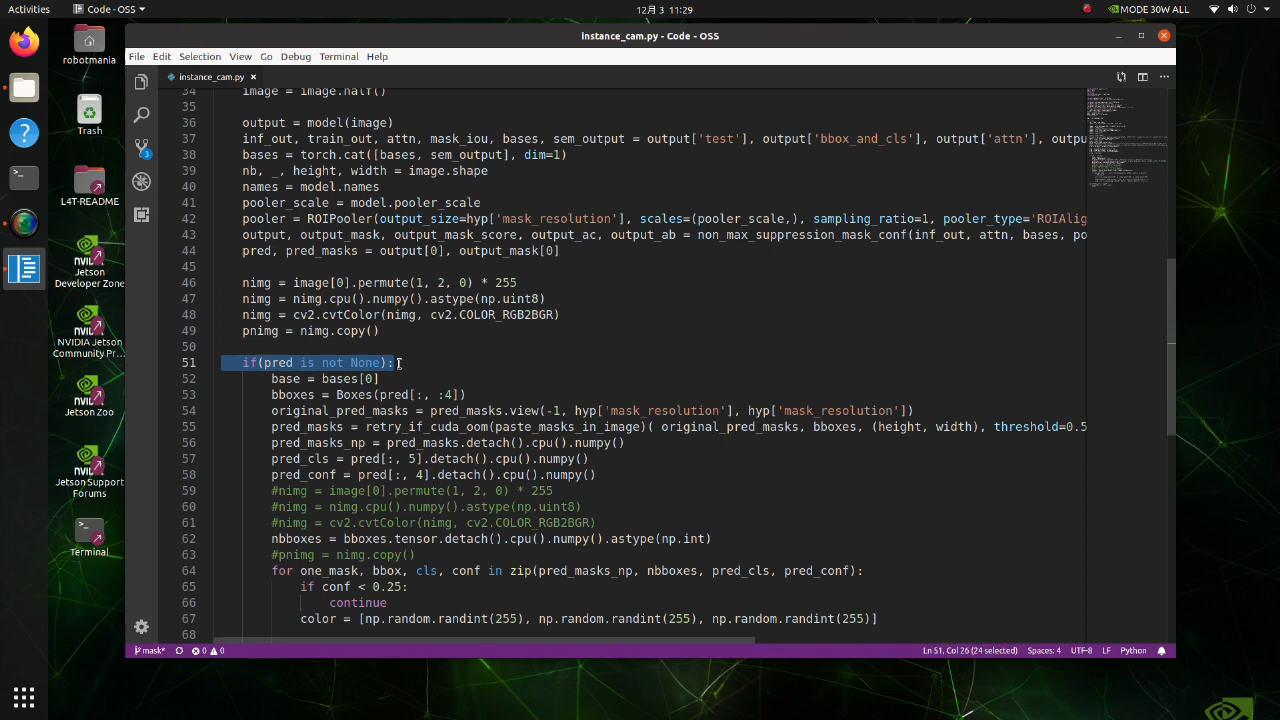 Activities
Code - OSS
12月 3 11:29
MODE 30W ALL
instance_cam.py - Code - OSS
File Edit Selection View Go Debug Terminal Help
instance_cam.py
robotmania
Trash
L4T-README
NVIDIA
Jetson
Developer Zone
NVIDIA Jetson
Community Pr…
Jetson Zoo
Jetson Support
Forums
Terminal
3
34 image = image.half()
35
36 output = model(image)
37 inf_out, train_out, attn, mask_iou, bases, sem_output = output['test'], output['bbox_and_cls'], output['attn'], outpu
38 bases = torch.cat([bases, sem_output], dim=1)
39 nb, _, height, width = image.shape
40 names = model.names
41 pooler_scale = model.pooler_scale
42 pooler = ROIPooler(output_size=hyp['mask_resolution'], scales=(pooler_scale,), sampling_ratio=1, pooler_type='ROIAlig
43 output, output_mask, output_mask_score, output_ac, output_ab = non_max_suppression_mask_conf(inf_out, attn, bases, po
44 pred, pred_masks = output[0], output_mask[0]
45
46 nimg = image[0].permute(1, 2, 0) * 255
47 nimg = nimg.cpu().numpy().astype(np.uint8)
48 nimg = cv2.cvtColor(nimg, cv2.COLOR_RGB2BGR)
49 pnimg = nimg.copy()
50
51 if(pred is not None):
52 base = bases[0]
53 bboxes = Boxes(pred[:, :4])
54 original_pred_masks = pred_masks.view(-1, hyp['mask_resolution'], hyp['mask_resolution'])
55 pred_masks = retry_if_cuda_oom(paste_masks_in_image)( original_pred_masks, bboxes, (height, width), threshold=0.5
56 pred_masks_np = pred_masks.detach().cpu().numpy()
57 pred_cls = pred[:, 5].detach().cpu().numpy()
58 pred_conf = pred[:, 4].detach().cpu().numpy()
59 #nimg = image[0].permute(1, 2, 0) * 255
60 #nimg = nimg.cpu().numpy().astype(np.uint8)
61 #nimg = cv2.cvtColor(nimg, cv2.COLOR_RGB2BGR)
62 nbboxes = bboxes.tensor.detach().cpu().numpy().astype(np.int)
63 #pnimg = nimg.copy()
64 for one_mask, bbox, cls, conf in zip(pred_masks_np, nbboxes, pred_cls, pred_conf):
65 if conf < 0.25:
66 continue
67 color = [np.random.randint(255), np.random.randint(255), np.random.randint(255)]
68
mask* 0 0 Ln 51, Col 26 (24 selected) Spaces: 4 UTF-8 LF Python